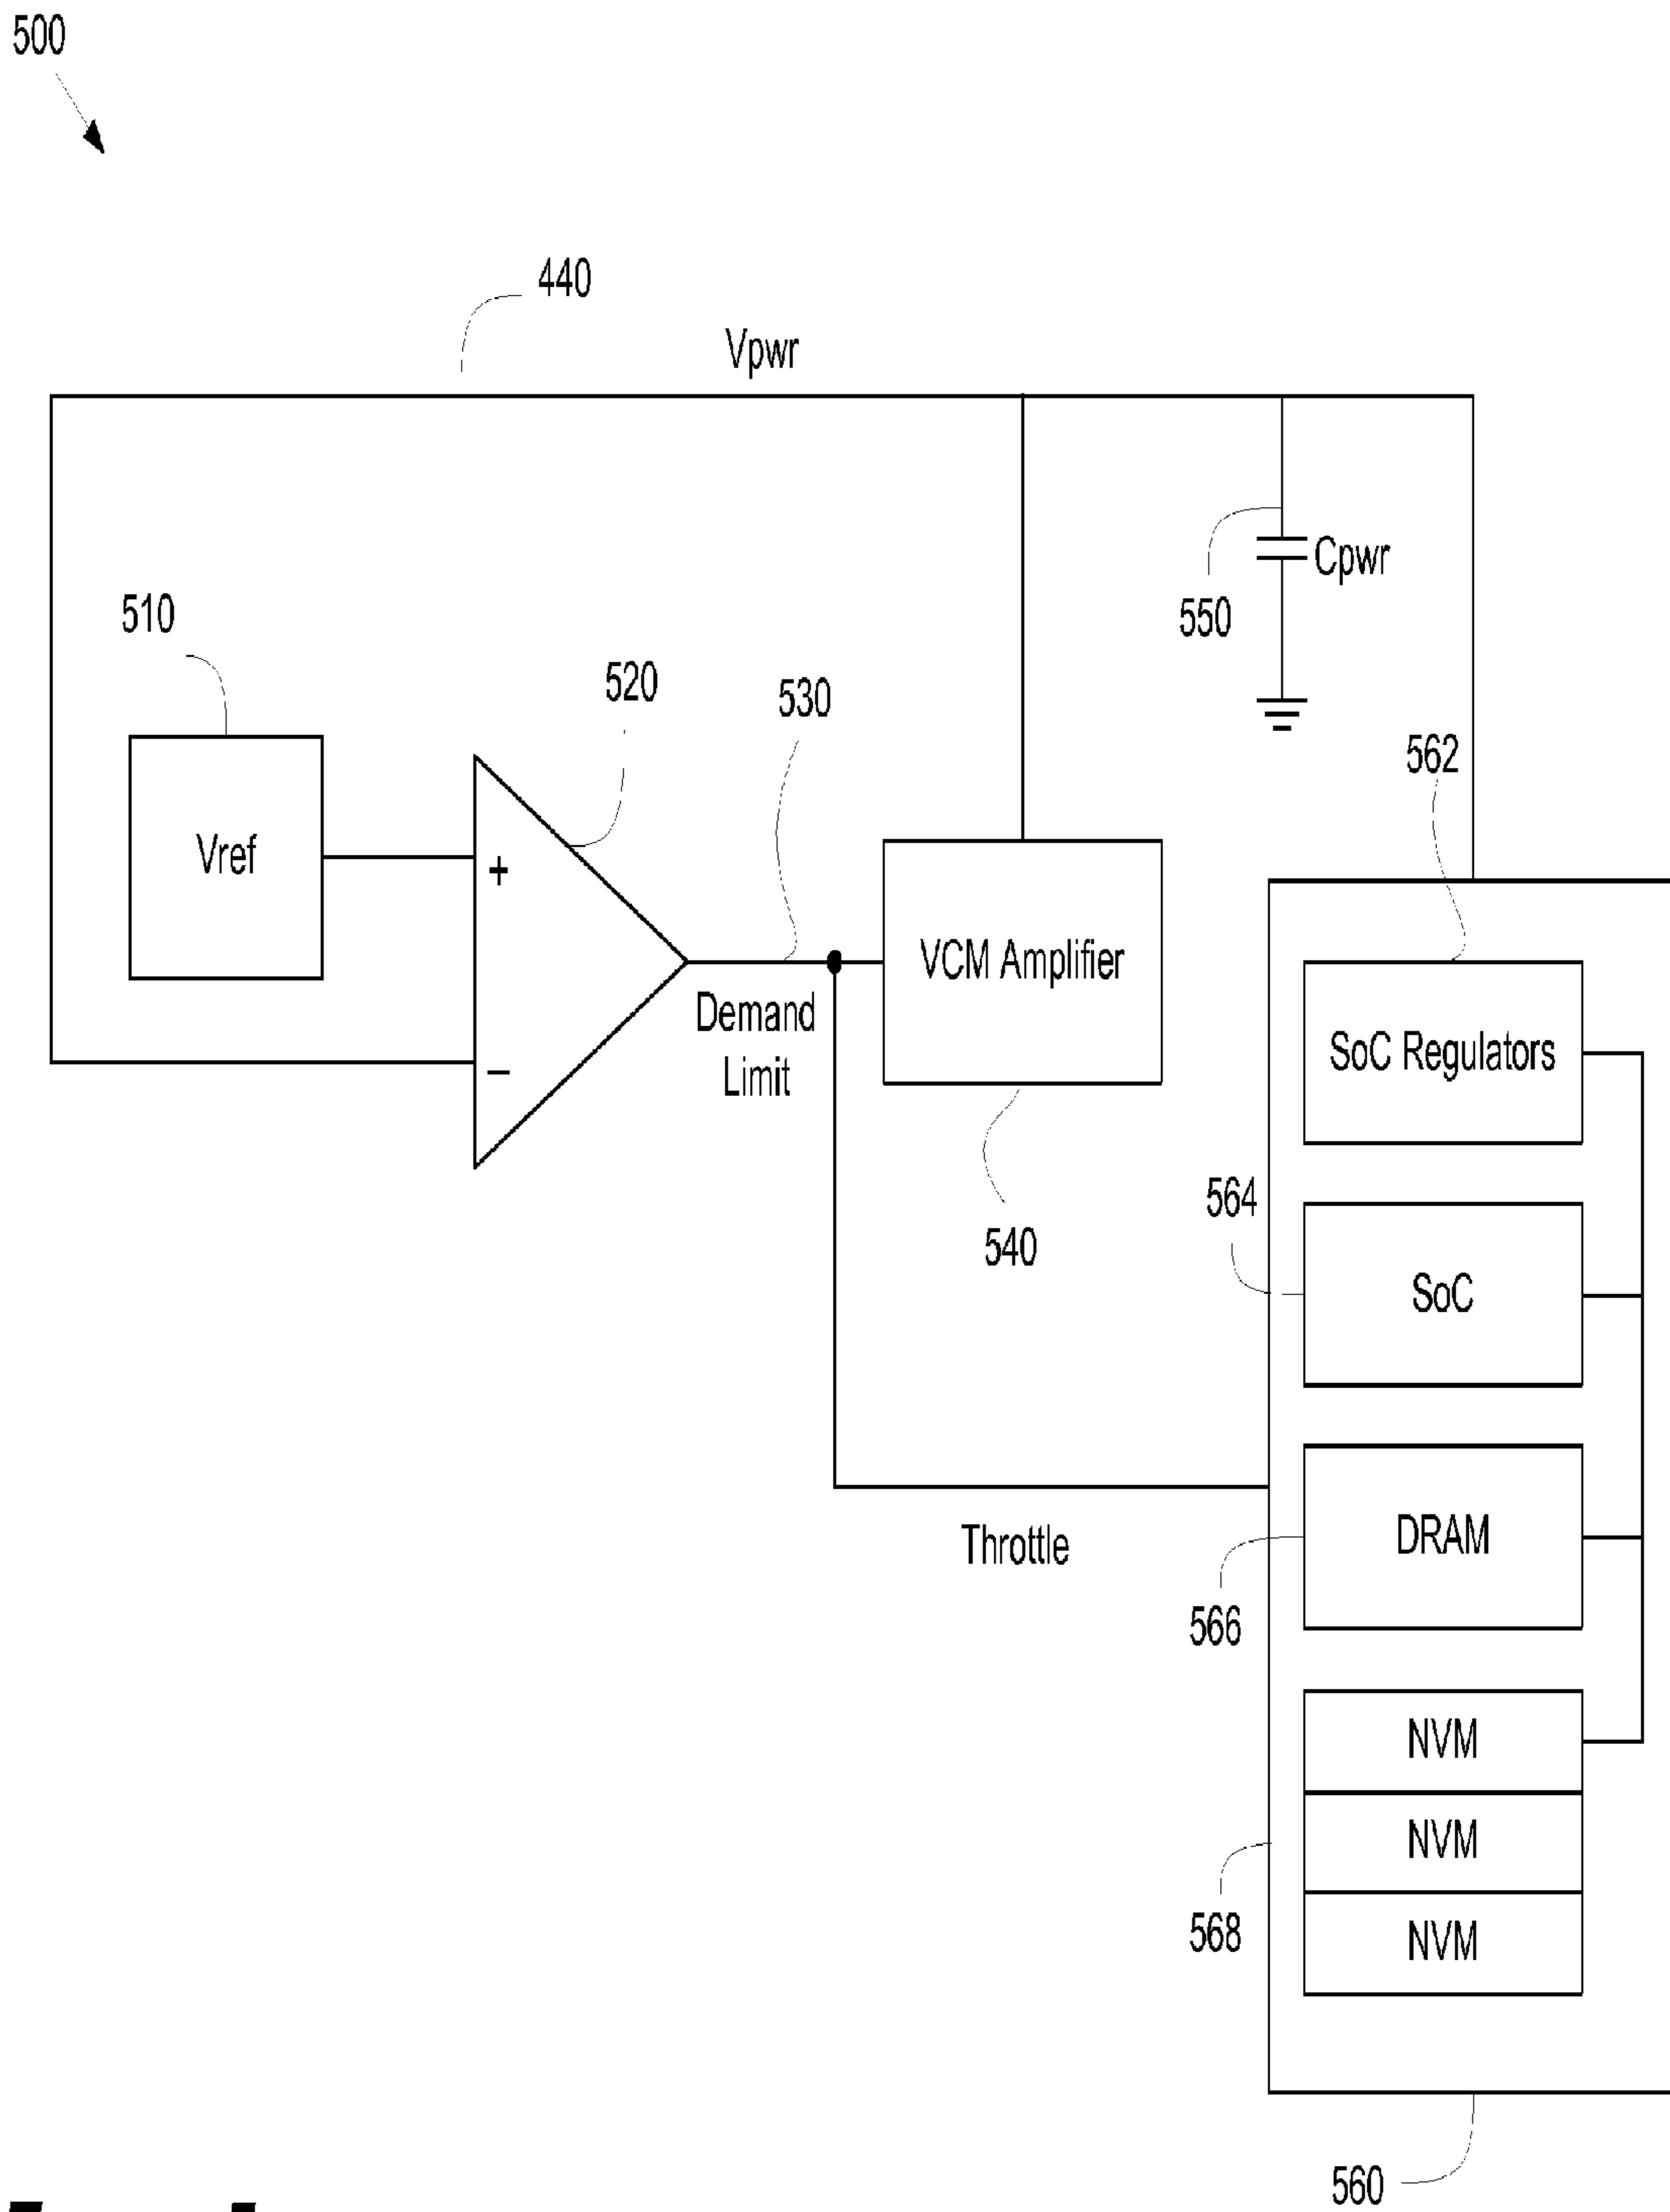 500
440
Vpwr
Cpwr
550
510
520
530
562
Vref
+
−
VCM Amplifier
Demand
Limit
SoC Regulators
540
564
SoC
Throttle
DRAM
566
NVM
NVM
NVM
568
560